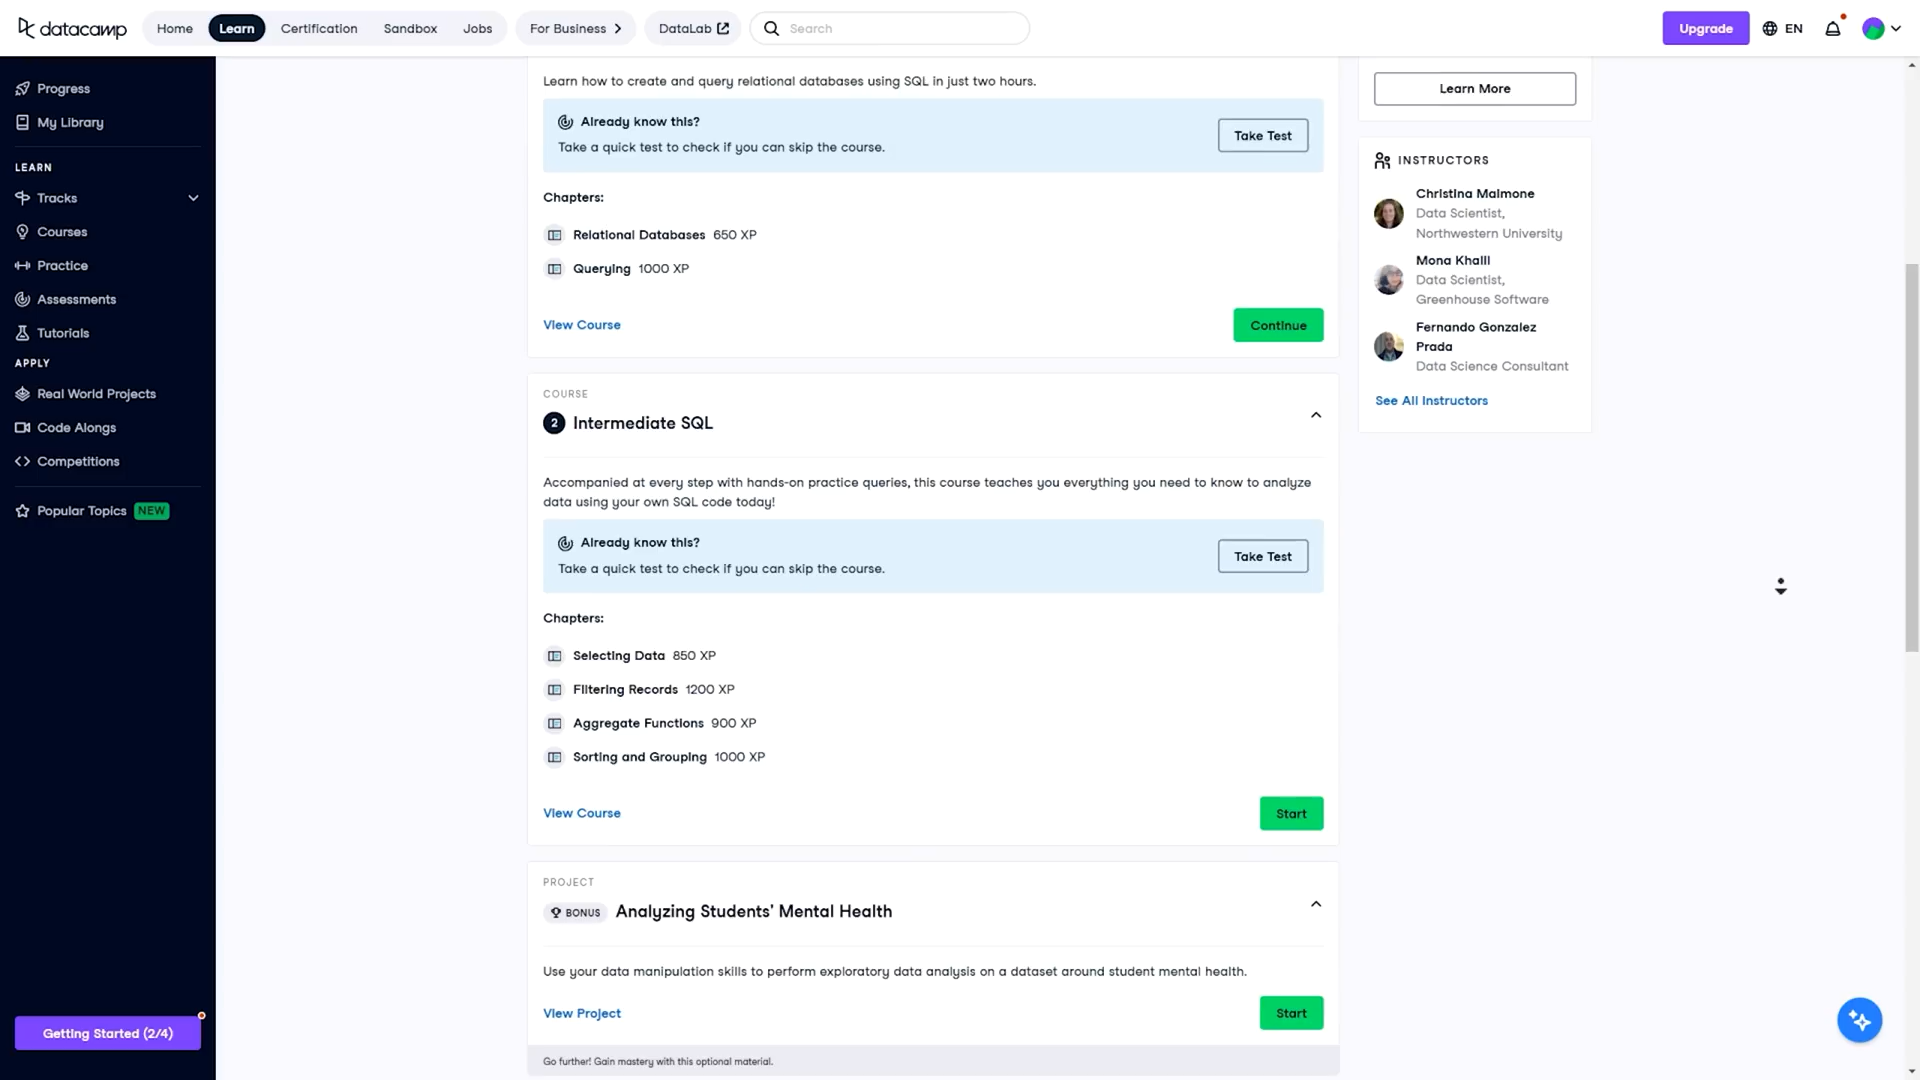 datacamp
Home
Learn
Certification
Sandbox
Jobs
For Business
DataLab
Search
Upgrade
EN
Progress
My Library
LEARN
Tracks
Courses
Practice
Assessments
Tutorials
APPLY
Real World Projects
Code Alongs
Competitions
Popular Topics NEW
Getting Started (2/4)
Learn how to create and query relational databases using SQL in just two hours.
Already know this?
Take a quick test to check if you can skip the course.
Take Test
Chapters:
Relational Databases 650 XP
Querying 1000 XP
View Course
Continue
COURSE
2 Intermediate SQL
Accompanied at every step with hands-on practice queries, this course teaches you everything you need to know to analyze
data using your own SQL code today!
Already know this?
Take a quick test to check if you can skip the course.
Take Test
Chapters:
Selecting Data 850 XP
Filtering Records 1200 XP
Aggregate Functions 900 XP
Sorting and Grouping 1000 XP
View Course
Start
PROJECT
BONUS Analyzing Students' Mental Health
Use your data manipulation skills to perform exploratory data analysis on a dataset around student mental health.
View Project
Start
Go further! Gain mastery with this optional material.
Learn More
INSTRUCTORS
Christina Maimone
Data Scientist,
Northwestern University
Mona Khalil
Data Scientist,
Greenhouse Software
Fernando Gonzalez
Prada
Data Science Consultant
See All Instructors